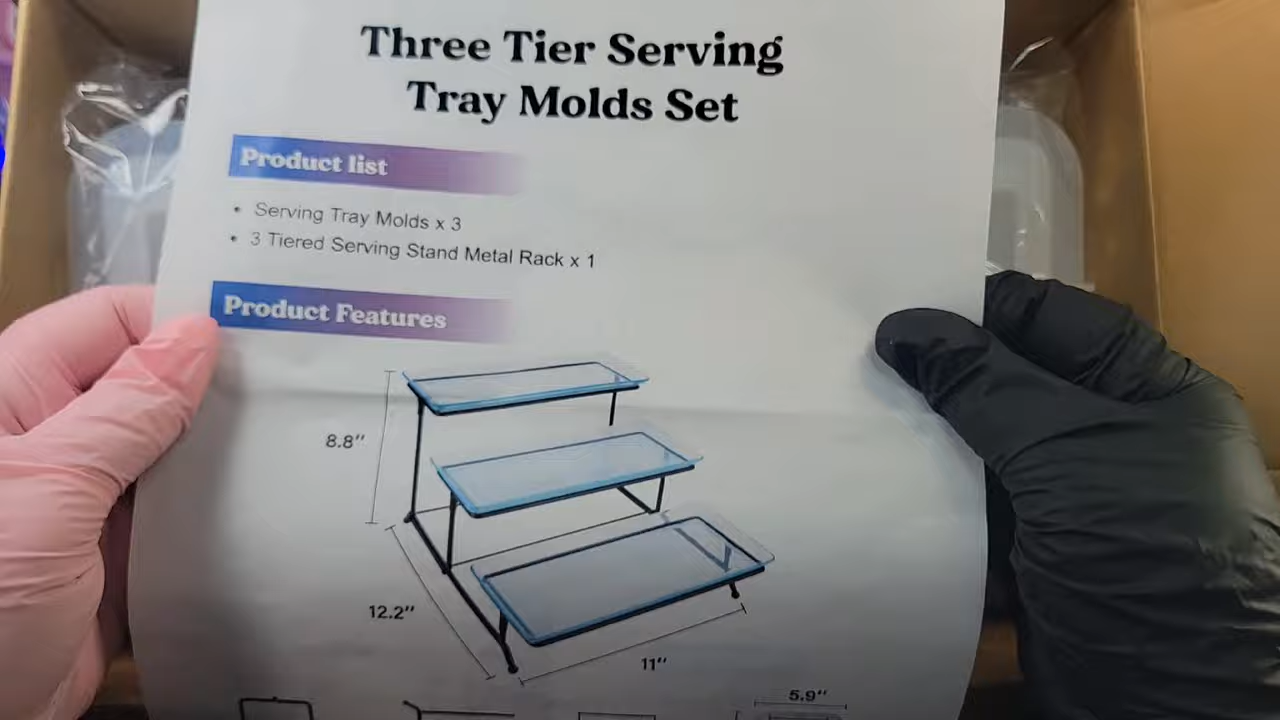 Three Tier Serving
Tray Molds Set
Product list
• Serving Tray Molds x 3
• 3 Tiered Serving Stand Metal Rack x 1
Product Features
8.8"
12.2"
11"
5.9"